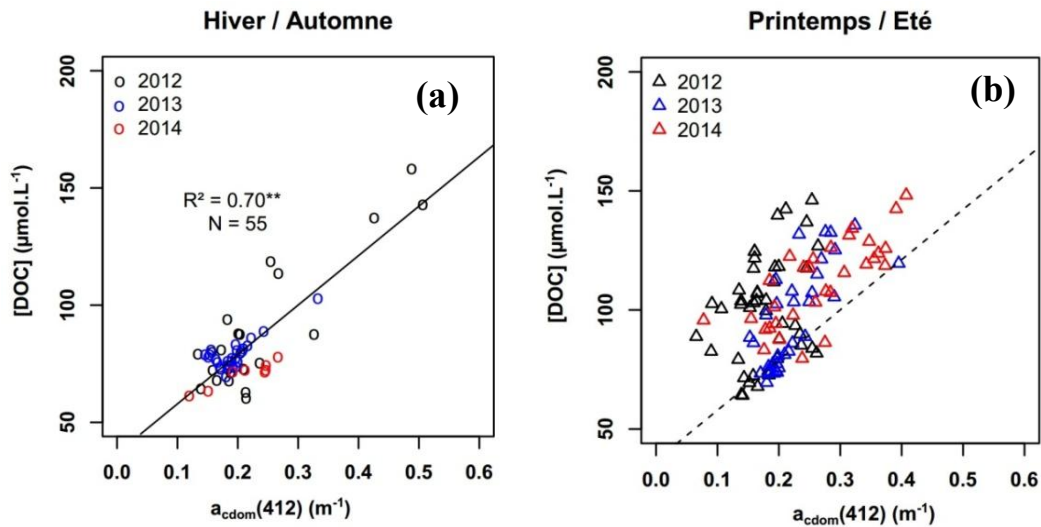 Hiver / Automne
(a)
o 2012
o 2013
o 2014
R² = 0.70**
N = 55
[DOC] (µmol.L⁻¹)
200
150
100
50
0.0 0.1 0.2 0.3 0.4 0.5 0.6
a_cdom(412) (m⁻¹)
Printemps / Eté
(b)
△ 2012
△ 2013
△ 2014
[DOC] (µmol.L⁻¹)
200
150
100
50
0.0 0.1 0.2 0.3 0.4 0.5 0.6
a_cdom(412) (m⁻¹)